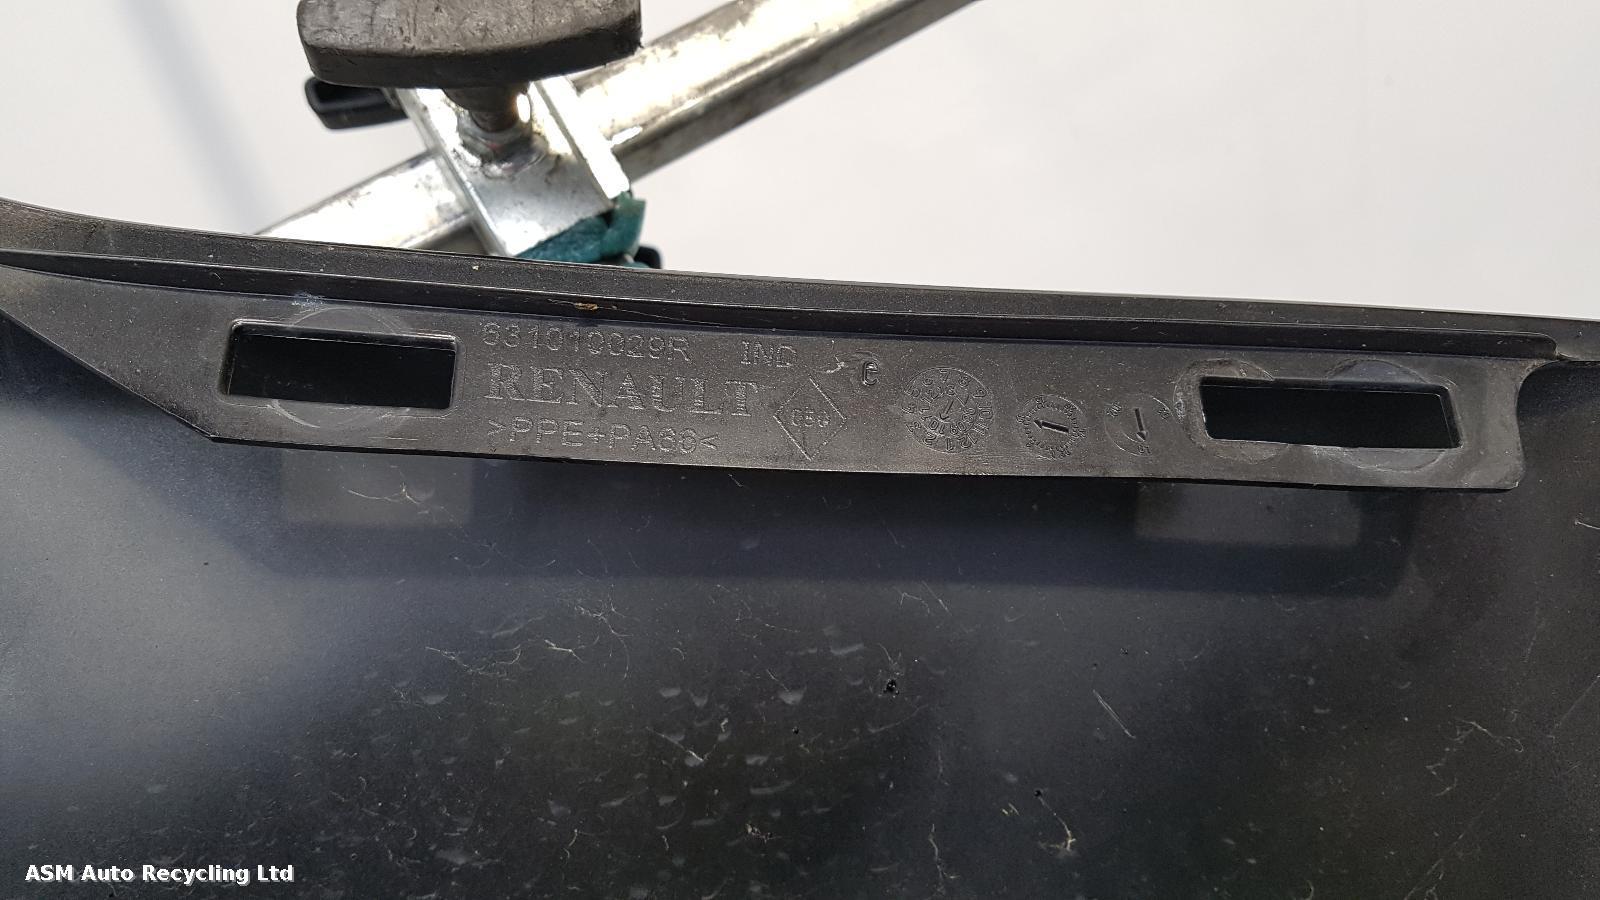 631010029R IND
RENAULT
>PPE+PA66<
ASM Auto Recycling Ltd